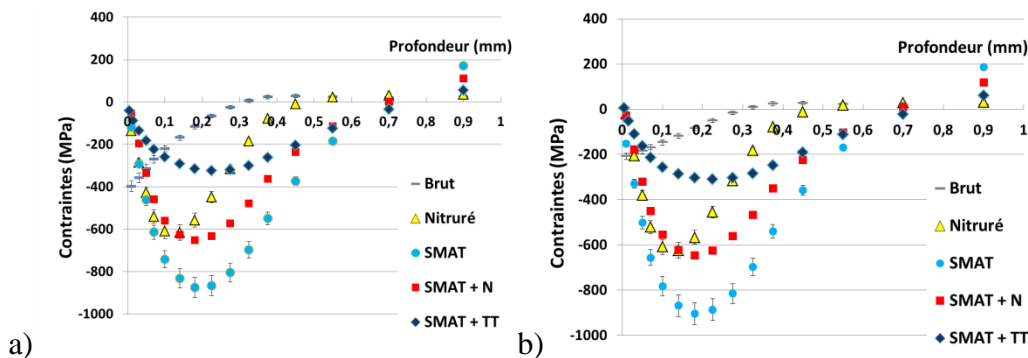 400
200
0
-200
-400
-600
-800
-1000
Contraintes (MPa)
Profondeur (mm)
0 0,1 0,2 0,3 0,4 0,5 0,6 0,7 0,8 0,9 1
Brut
Nitruré
SMAT
SMAT + N
SMAT + TT
a)
400
200
0
-200
-400
-600
-800
-1000
Contraintes (MPa)
Profondeur (mm)
0 0,1 0,2 0,3 0,4 0,5 0,6 0,7 0,8 0,9 1
Brut
Nitruré
SMAT
SMAT + N
SMAT + TT
b)